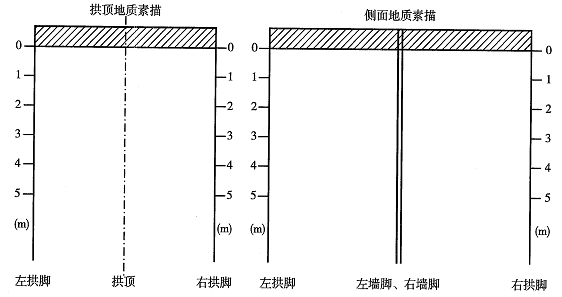 拱顶地质素描
侧面地质素描
0 0 0 0
1 1 1 1
2 2 2 2
3 3 3 3
4 4 4 4
5 5 5 5
(m) (m) (m) (m)
左拱脚 拱顶 右拱脚 左拱脚 左墙脚、右墙脚 右拱脚